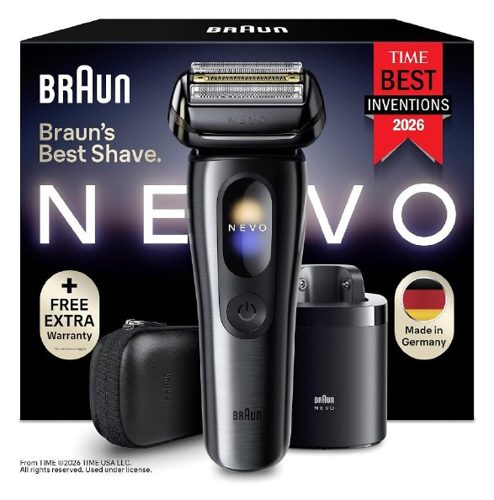 BRAUN
Braun's
Best Shave.
TIME
BEST
INVENTIONS
2026
NEVO
NEVO
NEVO
+
FREE
EXTRA
Warranty
Made in
Germany
BRAUN
BRAUN
NEVO
From TIME ©2026 TIME USA LLC.
All rights reserved. Used under license.